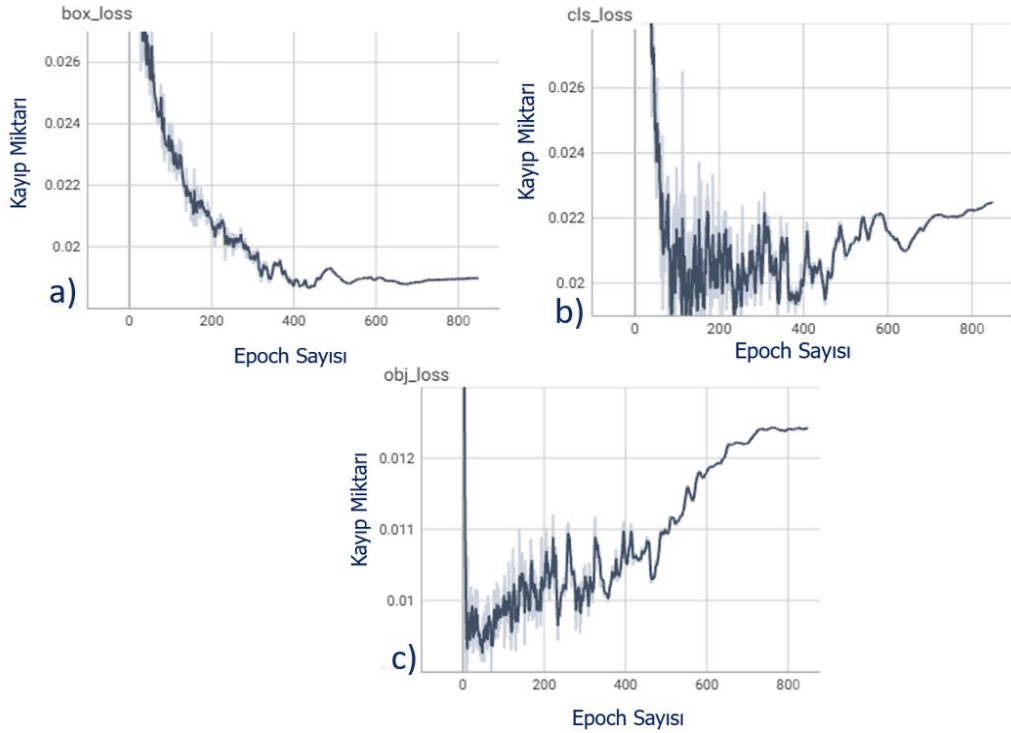 box_loss
Kayıp Miktarı
0.026
0.024
0.022
0.02
a)
0 200 400 600 800
Epoch Sayısı
cls_loss
Kayıp Miktarı
0.026
0.024
0.022
0.02
b)
0 200 400 600 800
Epoch Sayısı
obj_loss
Kayıp Miktarı
0.012
0.011
0.01
c)
0 200 400 600 800
Epoch Sayısı